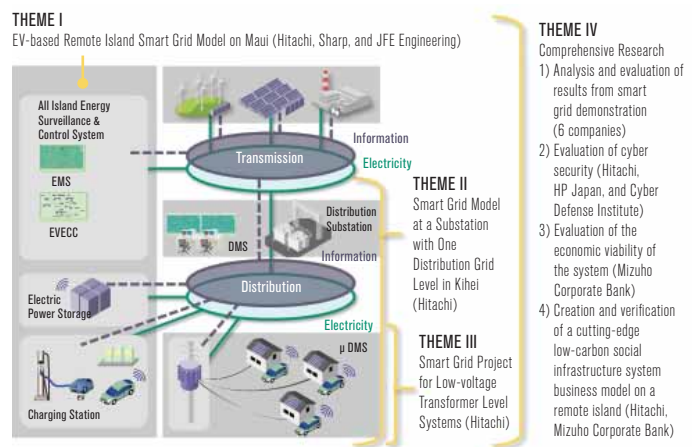 THEME I
EV-based Remote Island Smart Grid Model on Maui (Hitachi, Sharp, and JFE Engineering)
All Island Energy
Surveillance &
Control System
EMS
EVECC
Information
Transmission
Electricity
Distribution
Substation
DMS
Information
Distribution
Electric
Power Storage
Electricity
μ DMS
Charging Station
THEME II
Smart Grid Model
at a Substation
with One
Distribution Grid
Level in Kihei
(Hitachi)
THEME III
Smart Grid Project
for Low-voltage
Transformer Level
Systems (Hitachi)
THEME IV
Comprehensive Research
1) Analysis and evaluation of
results from smart
grid demonstration
(6 companies)
2) Evaluation of cyber
security (Hitachi,
HP Japan, and Cyber
Defense Institute)
3) Evaluation of the
economic viability of
the system (Mizuho
Corporate Bank)
4) Creation and verification
of a cutting-edge
low-carbon social
infrastructure system
business model on a
remote island (Hitachi,
Mizuho Corporate Bank)